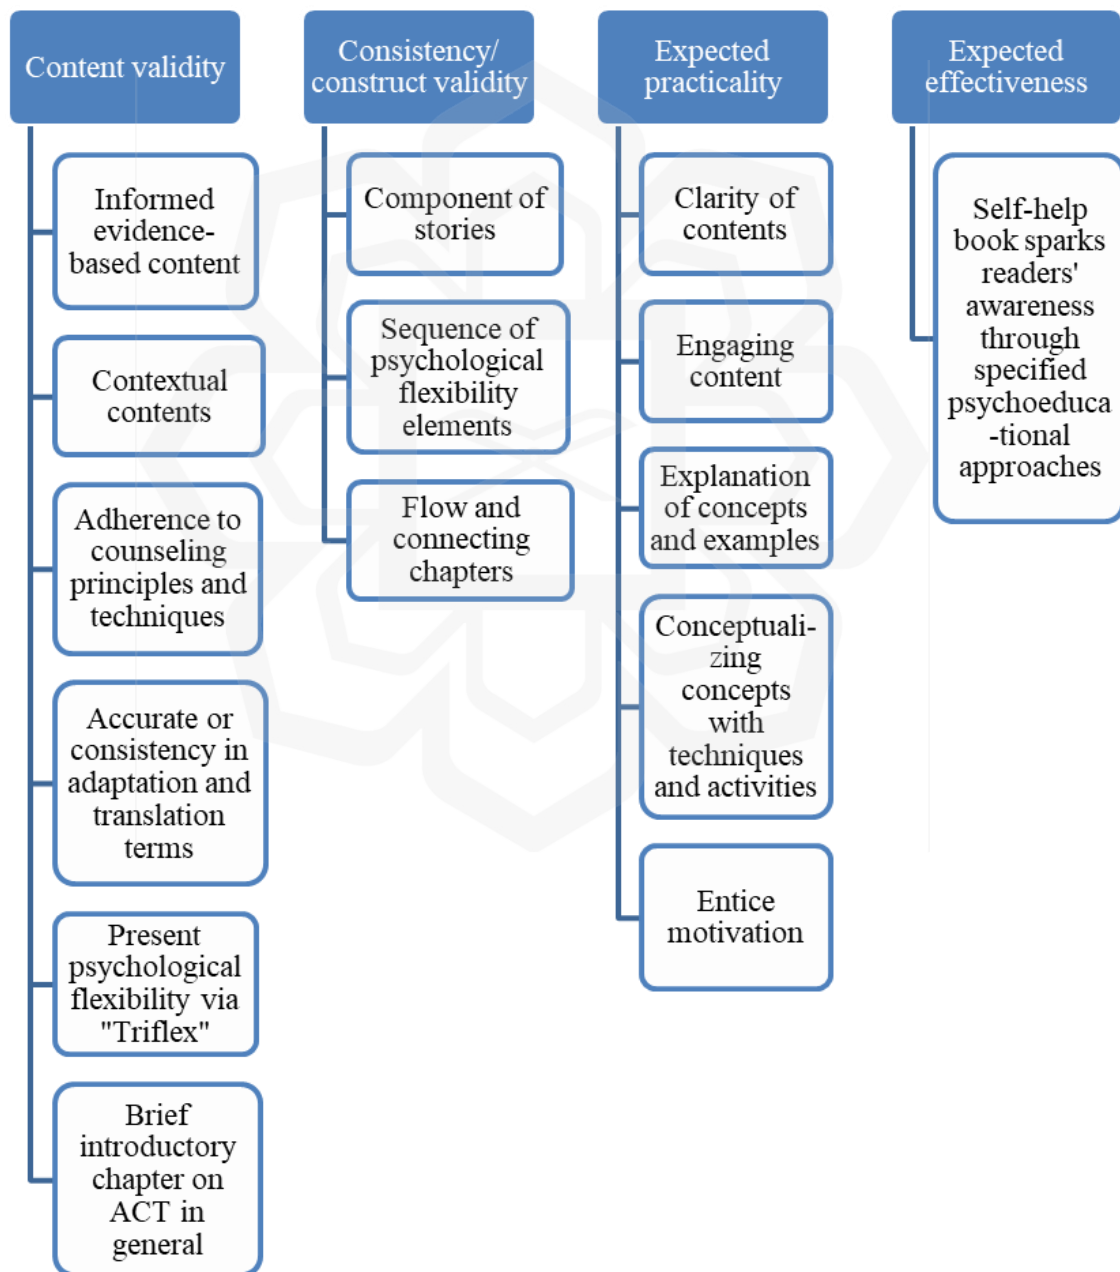 Content validity
Informed
evidence-
based content
Contextual
contents
Adherence to
counseling
principles and
techniques
Accurate or
consistency in
adaptation and
translation
terms
Present
psychological
flexibility via
"Triflex"
Brief
introductory
chapter on
ACT in
general
Consistency/
construct validity
Component of
stories
Sequence of
psychological
flexibility
elements
Flow and
connecting
chapters
Expected
practicality
Clarity of
contents
Engaging
content
Explanation
of concepts
and examples
Conceptuali-
zing
concepts
with
techniques
and activities
Entice
motivation
Expected
effectiveness
Self-help
book sparks
readers'
awareness
through
specified
psychoeduca
-tional
approaches